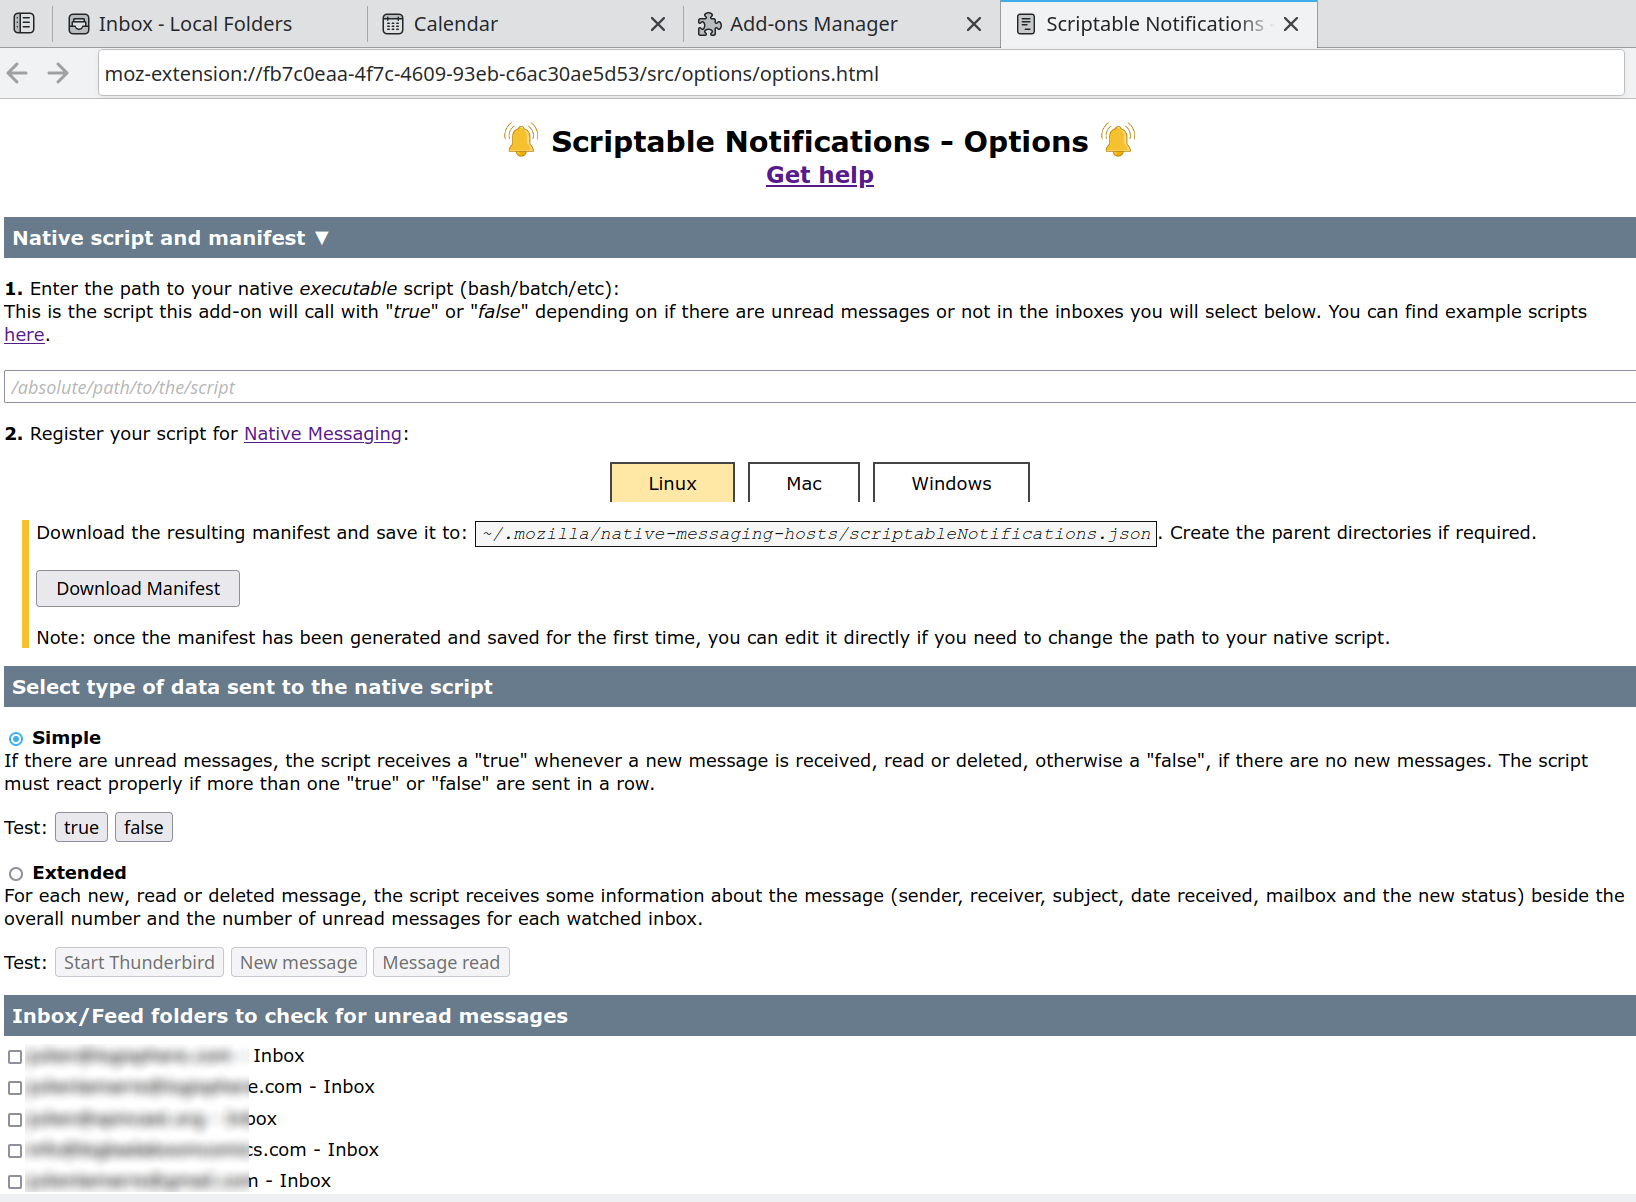 Inbox - Local Folders
Calendar
Add-ons Manager
Scriptable Notifications -
moz-extension://fb7c0eaa-4f7c-4609-93eb-c6ac30ae5d53/src/options/options.html
Scriptable Notifications – Options
Get help
Native script and manifest ▼
1. Enter the path to your native executable script (bash/batch/etc):
This is the script this add-on will call with "true" or "false" depending on if there are unread messages or not in the inboxes you will select below. You can find example scripts
here.
/absolute/path/to/the/script
2. Register your script for Native Messaging:
Linux
Mac
Windows
Download the resulting manifest and save it to: ~/.mozilla/native-messaging-hosts/scriptableNotifications.json. Create the parent directories if required.
Download Manifest
Note: once the manifest has been generated and saved for the first time, you can edit it directly if you need to change the path to your native script.
Select type of data sent to the native script
Simple
If there are unread messages, the script receives a "true" whenever a new message is received, read or deleted, otherwise a "false", if there are no new messages. The script
must react properly if more than one "true" or "false" are sent in a row.
Test: true false
Extended
For each new, read or deleted message, the script receives some information about the message (sender, receiver, subject, date received, mailbox and the new status) beside the
overall number and the number of unread messages for each watched inbox.
Test: Start Thunderbird New message Message read
Inbox/Feed folders to check for unread messages
Inbox
e.com - Inbox
box
cs.com - Inbox
m - Inbox